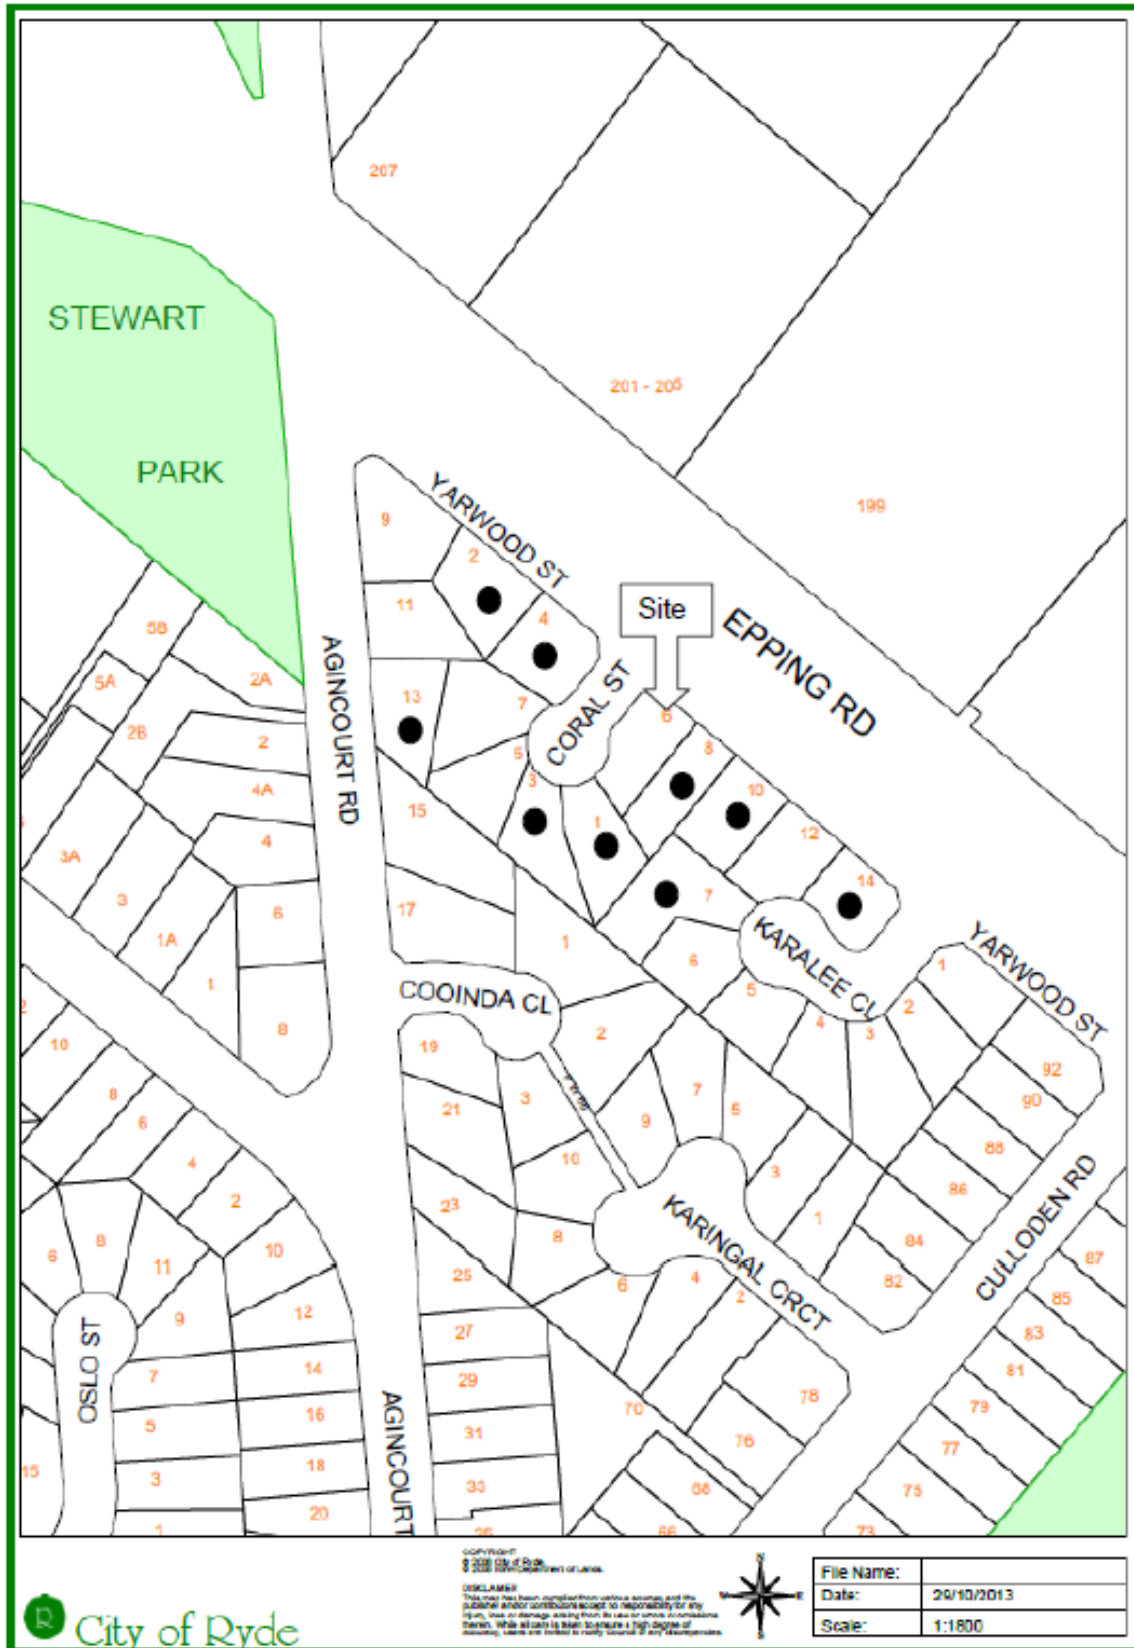 207
STEWART
201 - 205
PARK
YARWOOD ST
199
9
2
Site
11
4
EPPING RD
5B
AGINCOURT RD
CORAL ST
5A
2A
13
7
6
2B
2
5
8
3
4A
10
15
1
12
4
3A
14
3
6
17
7
1A
1
KARALEE CL
YARWOOD ST
6
1
1
COOINDA CL
5
2
8
4
3
10
19
2
92
8
3
7
90
21
9
5
6
88
4
10
3
86
2
23
KARINGAL CRCT
1
CULLODEN RD
6
8
10
8
84
87
11
25
6
4
82
85
12
2
9
27
83
OSLO ST
14
81
7
29
78
AGINCOURT
16
70
79
5
31
76
77
15
18
3
33
68
75
20
1
66
73
COPYRIGHT
DISCLAIMER
N
S
File Name:
Date: 29/10/2013
Scale: 1:1800
R
City of Ryde